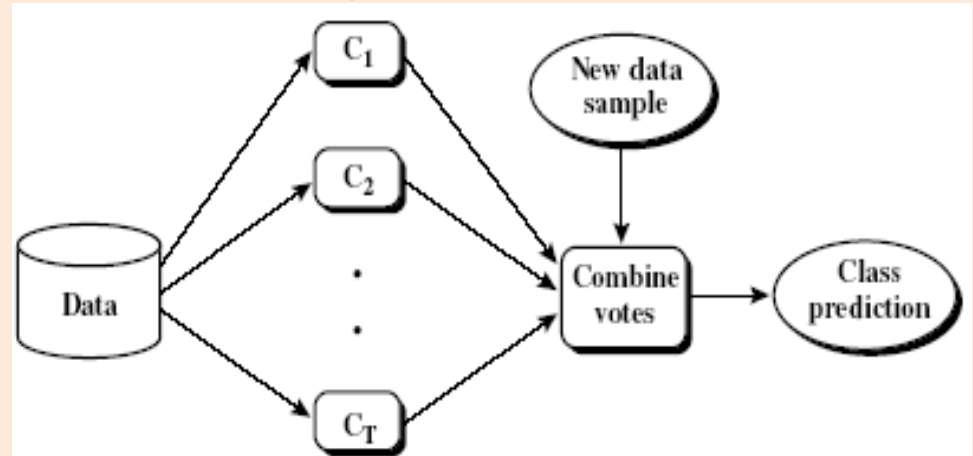 C1
New data
sample
C2
Data
Combine
votes
Class
prediction
CT